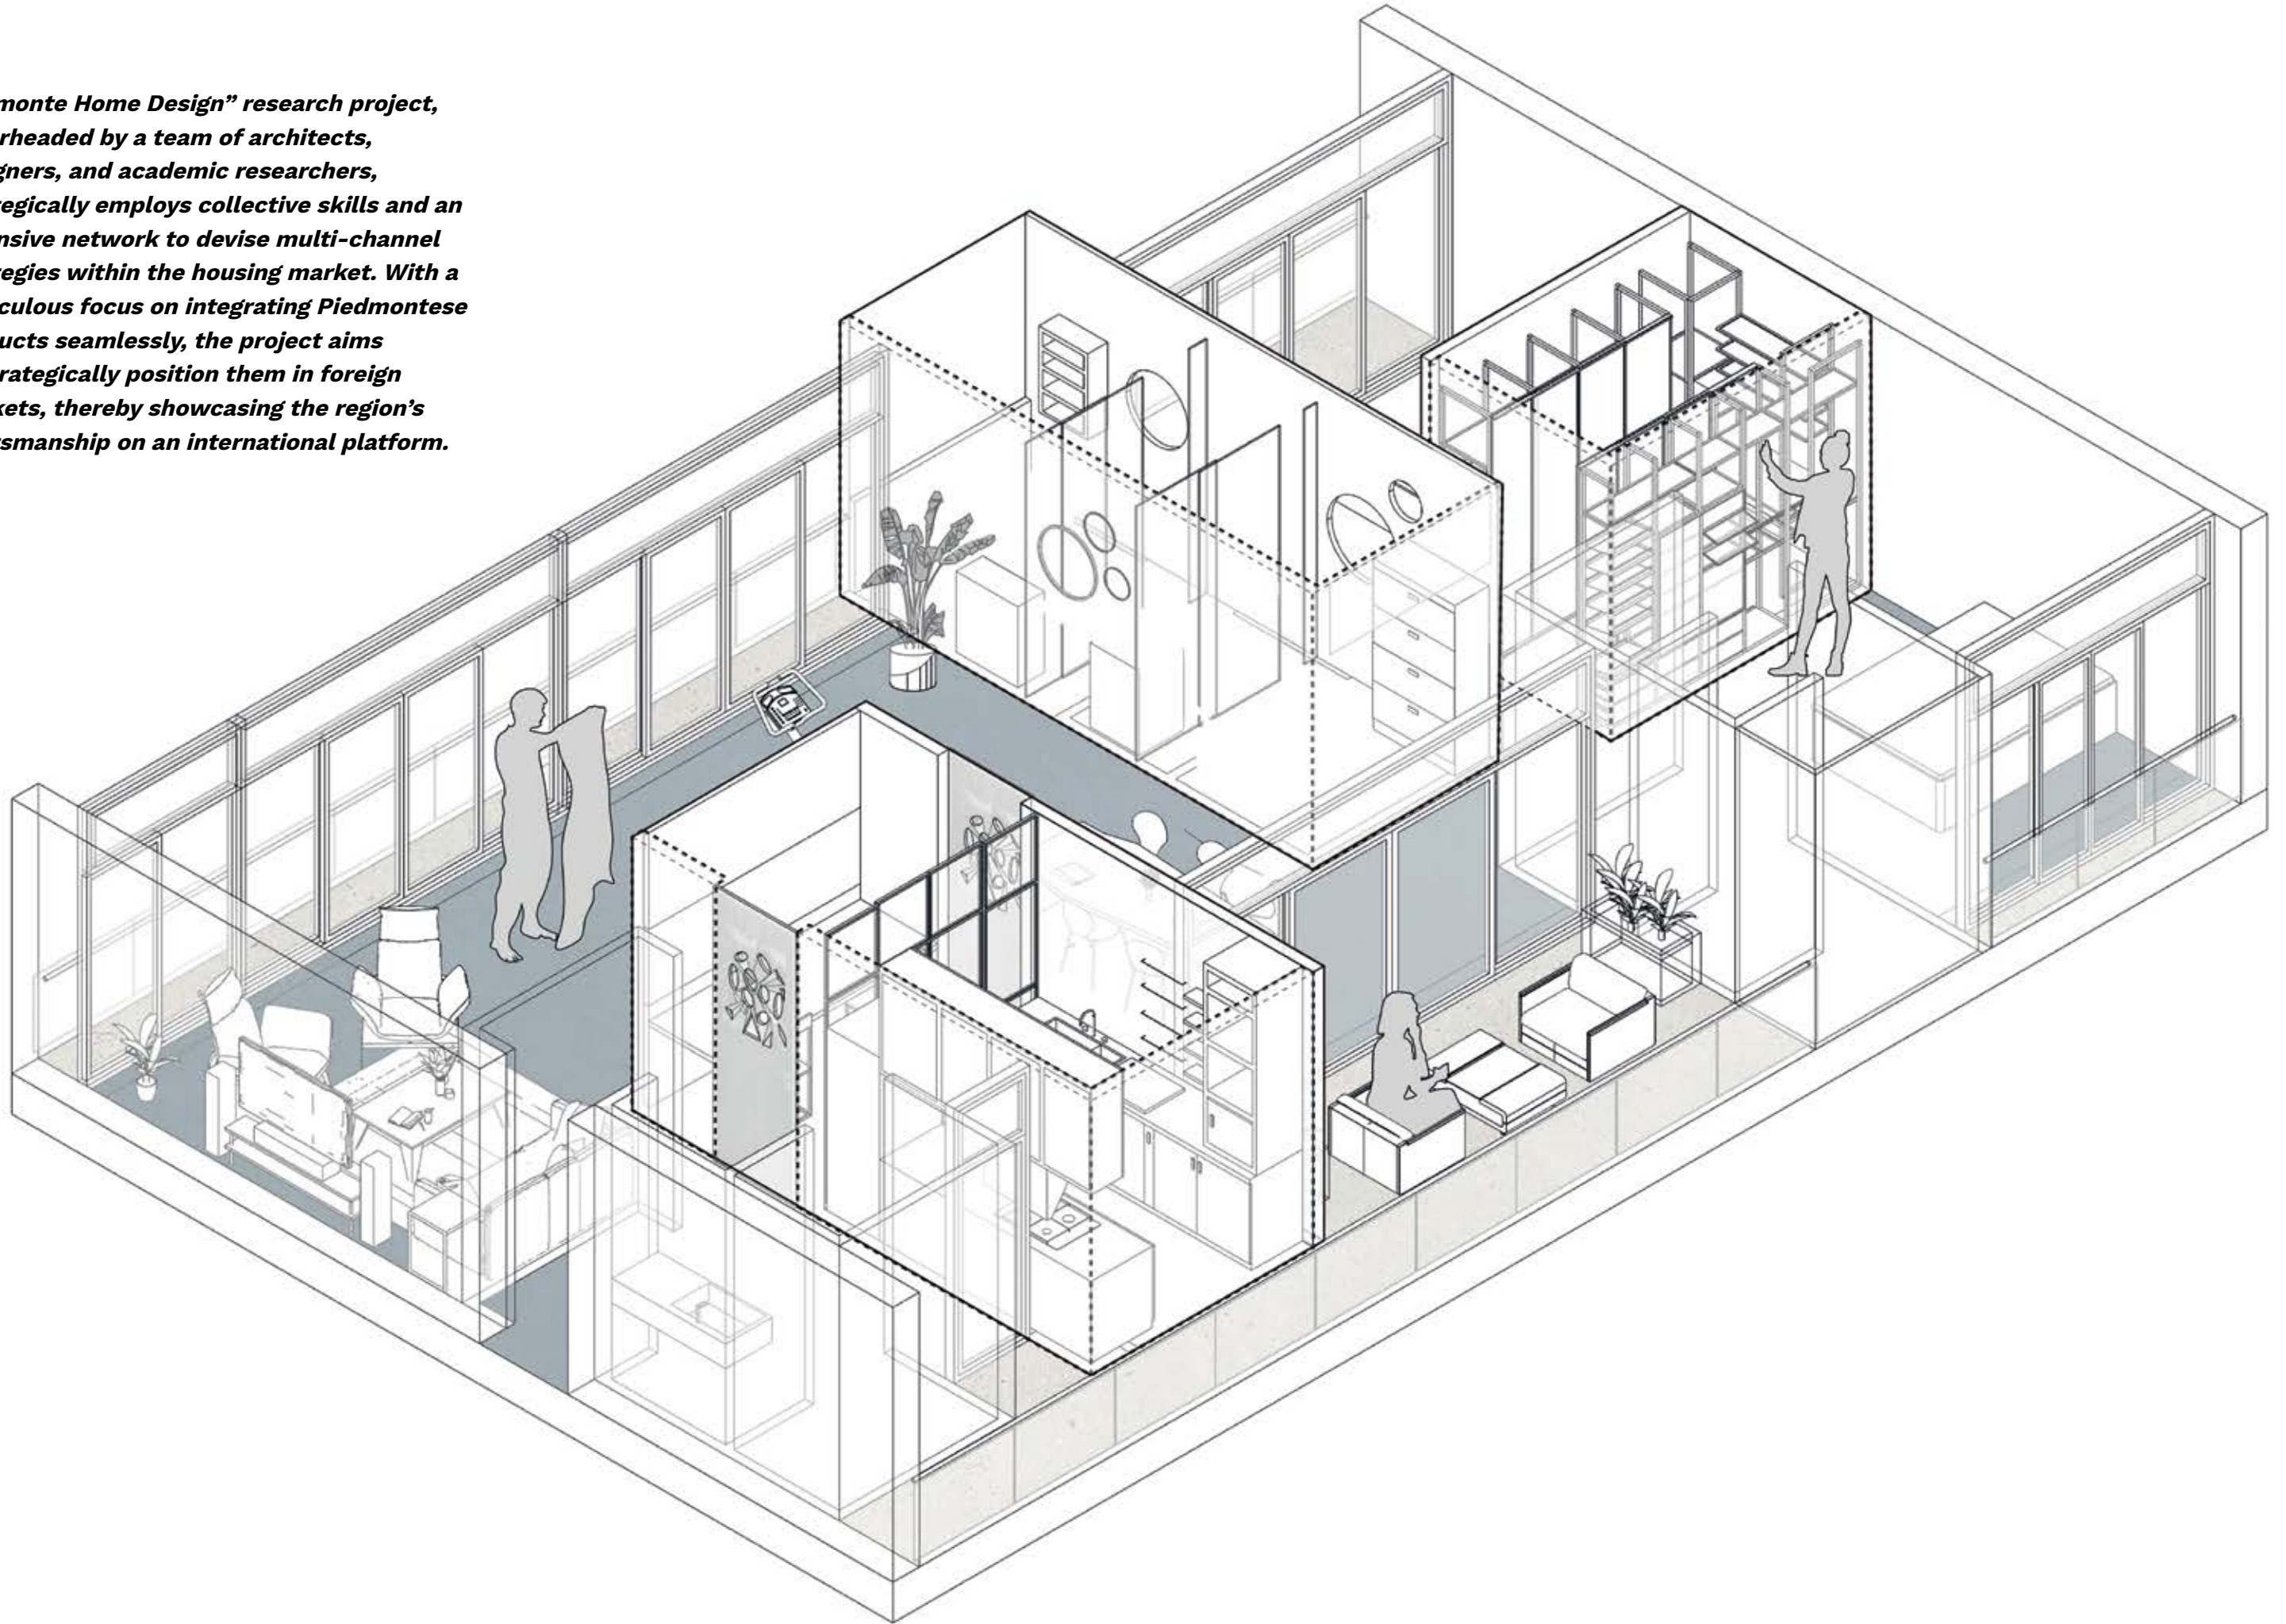 monte Home Design” research project,
rheaded by a team of architects,
gners, and academic researchers,
tegically employs collective skills and an
nsive network to devise multi-channel
tegies within the housing market. With a
culous focus on integrating Piedmontese
ucts seamlessly, the project aims
rategically position them in foreign
kets, thereby showcasing the region’s
smanship on an international platform.